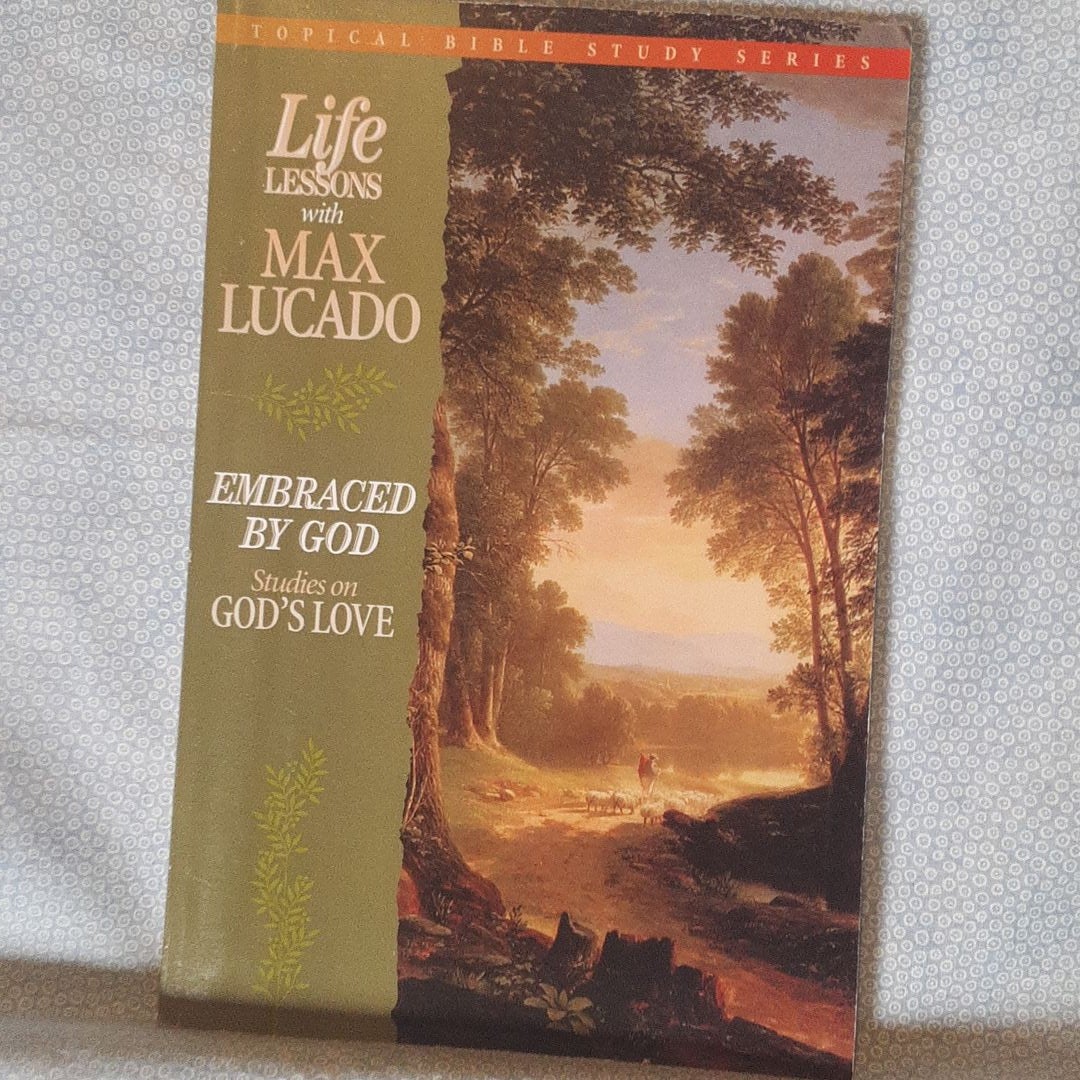 TOPICAL BIBLE STUDY SERIES
Life
LESSONS
with
MAX
LUCADO
EMBRACED
BY GOD
Studies on
GOD'S LOVE